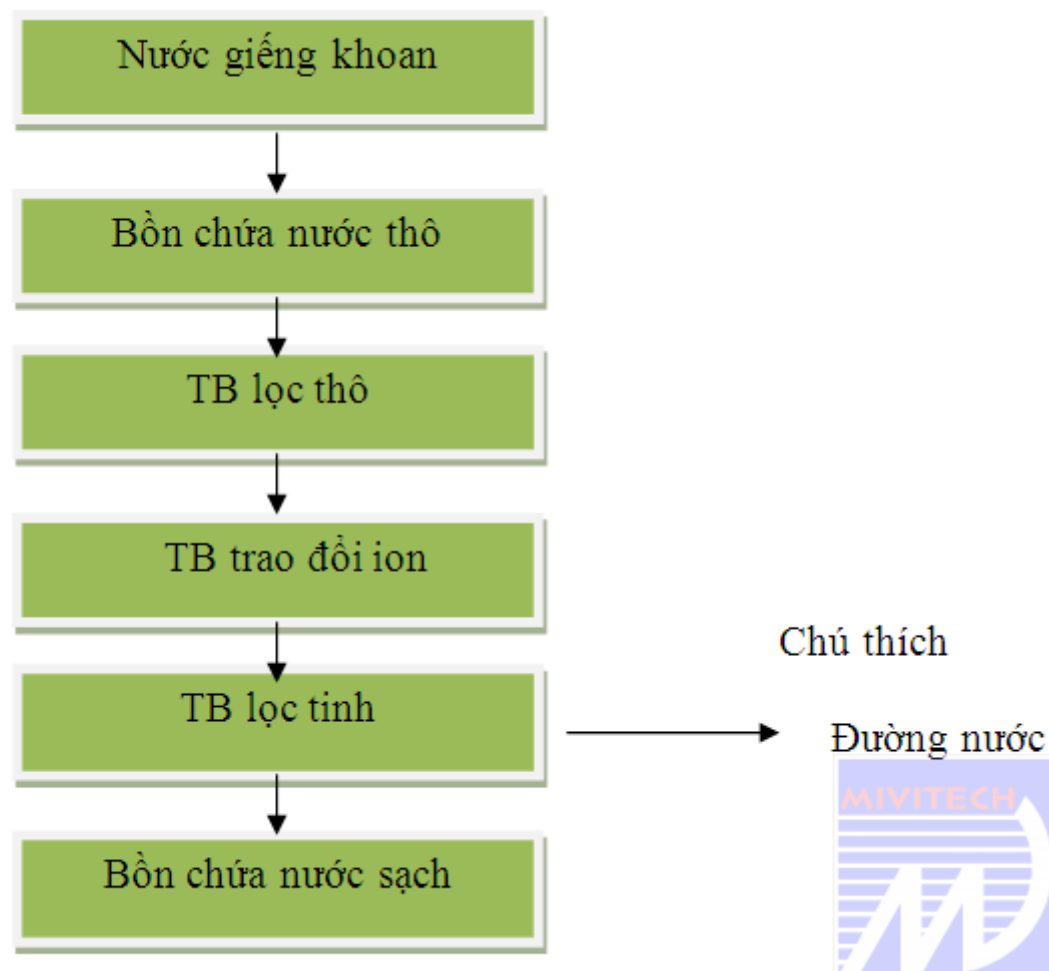 Nước giếng khoan
Bồn chứa nước thô
TB lọc thô
TB trao đổi ion
TB lọc tinh
Bồn chứa nước sạch
Chú thích
Đường nước
MIVITECH